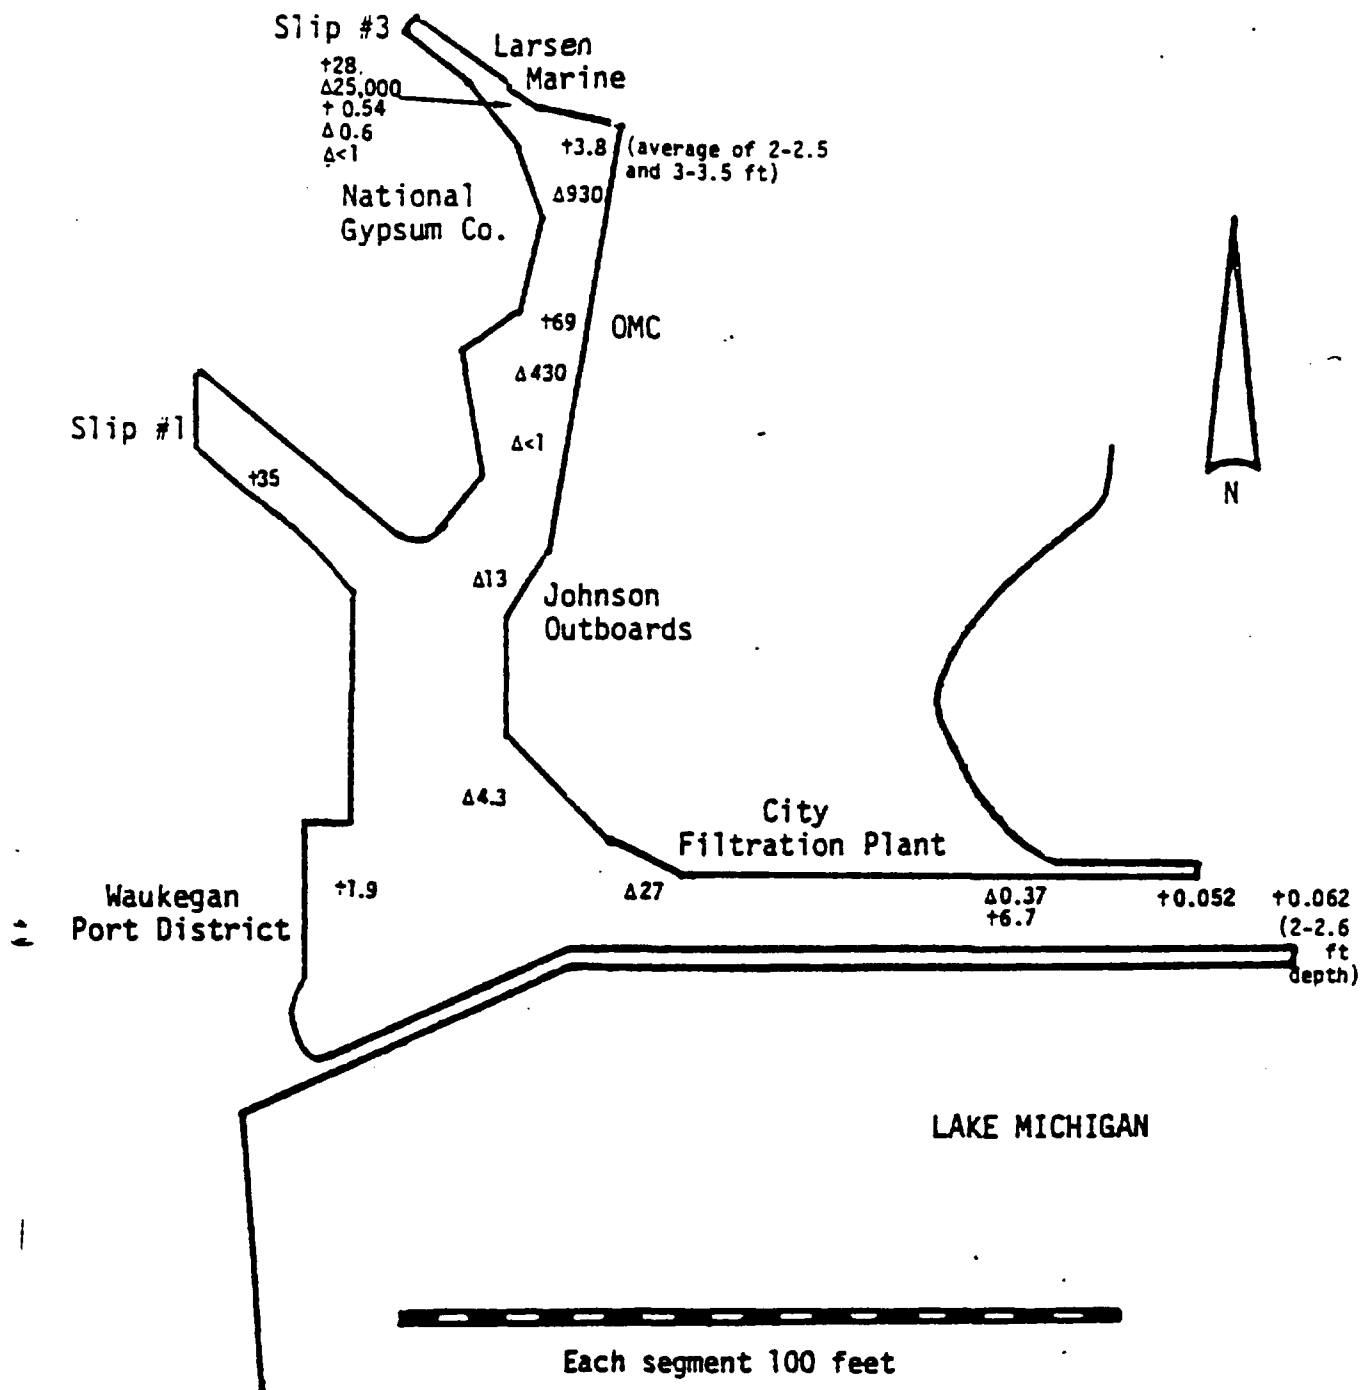 Slip #3
Larsen
Marine
†28.
Δ25,000
† 0.54
Δ0.6
Δ<1
†3.8 (average of 2-2.5
and 3-3.5 ft)
Δ930
National
Gypsum Co.
†69
OMC
Δ430
Δ<1
Slip #1
†35
N
Δ13
Johnson
Outboards
Δ4.3
City
Filtration Plant
Waukegan
Port District
†1.9
Δ27
Δ0.37
†6.7
†0.052
†0.062
(2-2.6
ft
depth)
LAKE MICHIGAN
Each segment 100 feet